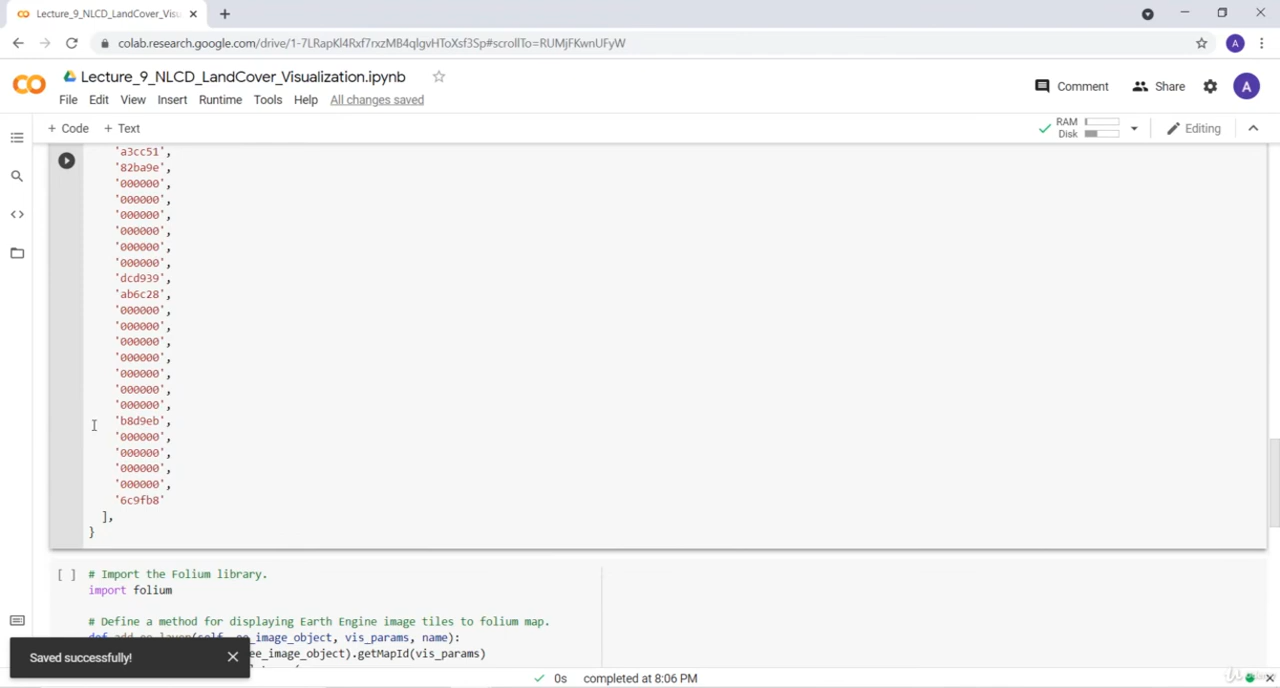 Lecture_9_NLCD_LandCover_Visu
colab.research.google.com/drive/1-7LRapKl4Rxf7rxzMB4qlgvHToXsf3Sp#scrollTo=RUMjFKwnUFyW
A
CO
Lecture_9_NLCD_LandCover_Visualization.ipynb
Comment
Share
A
File Edit View Insert Runtime Tools Help All changes saved
+ Code + Text
RAM
Disk
Editing
'a3cc51',
'82ba9e',
'000000',
'000000',
'000000',
'000000',
'000000',
'000000',
'dcd939',
'ab6c28',
'000000',
'000000',
'000000',
'000000',
'000000',
'000000',
'000000',
'b8d9eb',
'000000',
'000000',
'000000',
'000000',
'6c9fb8'
],
}
[ ] # Import the Folium library.
import folium
# Define a method for displaying Earth Engine image tiles to folium map.
_image_object, vis_params, name):
ee_image_object).getMapId(vis_params)
Saved successfully!
0s completed at 8:06 PM